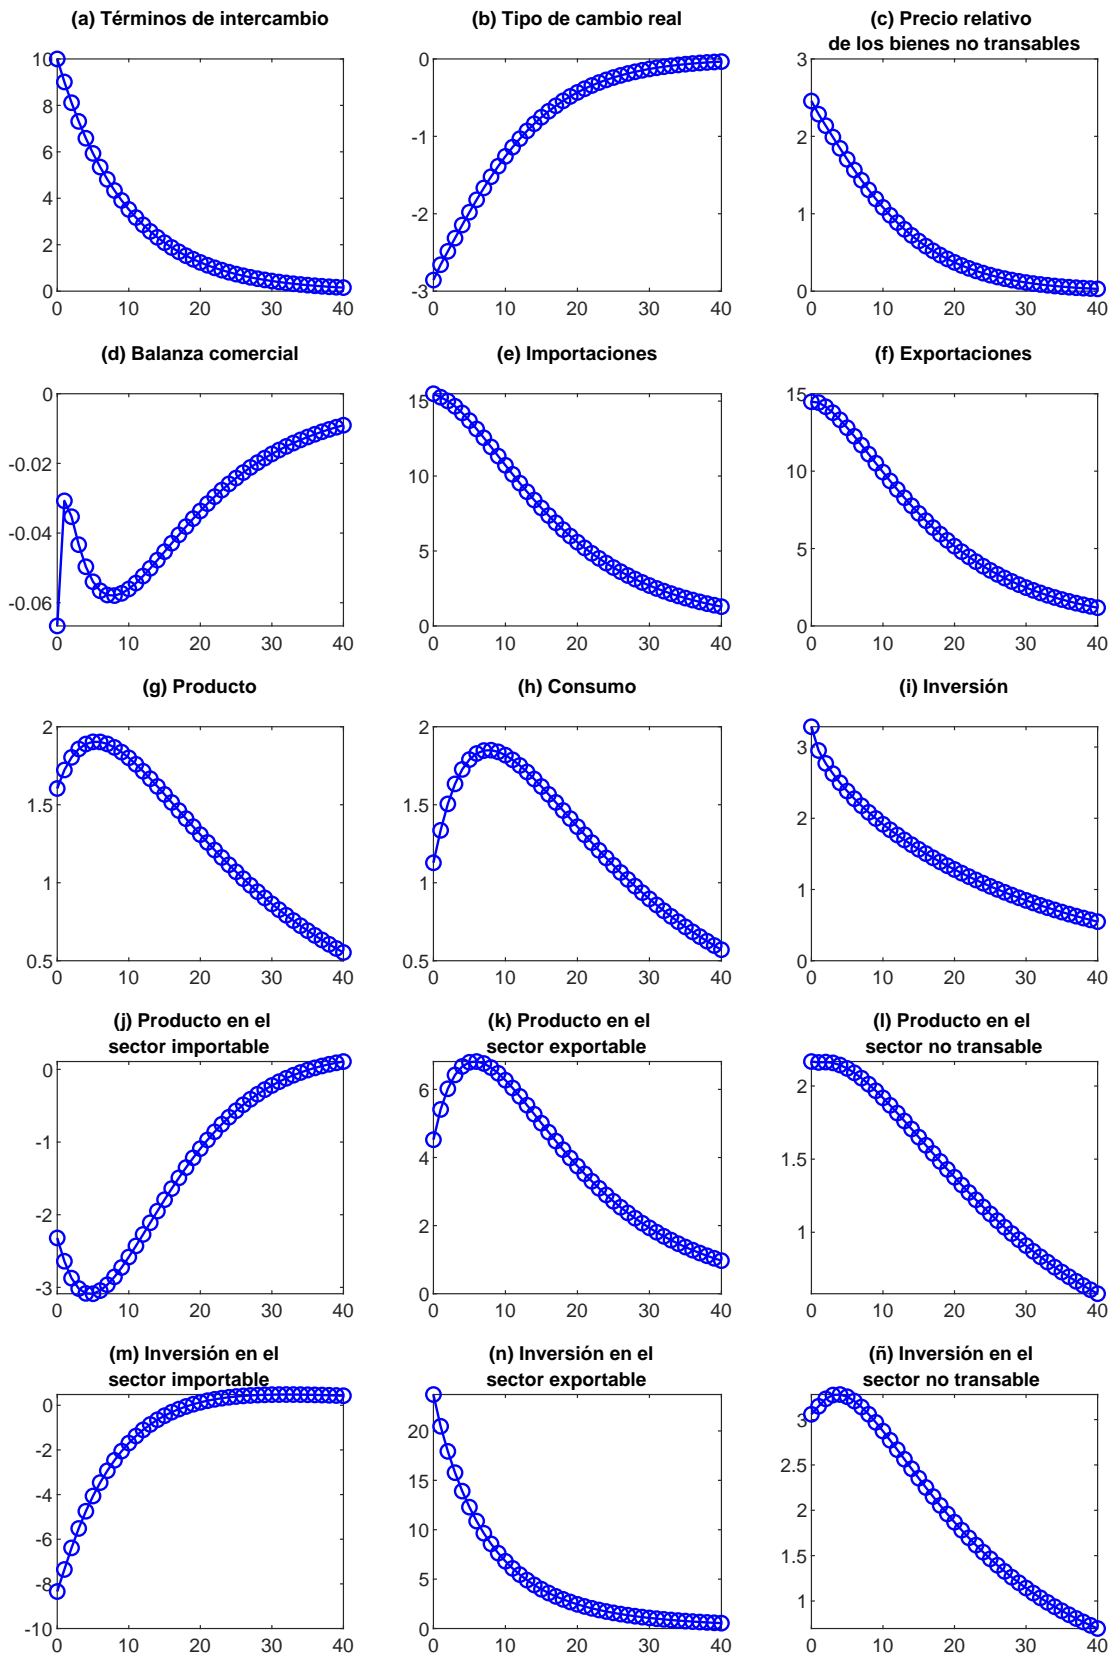 (a) Términos de intercambio
(b) Tipo de cambio real
(c) Precio relativo
de los bienes no transables
10
8
6
4
2
0
0 10 20 30 40
0
-1
-2
-3
0 10 20 30 40
3
2
1
0
0 10 20 30 40
(d) Balanza comercial
(e) Importaciones
(f) Exportaciones
0
-0.02
-0.04
-0.06
0 10 20 30 40
15
10
5
0
0 10 20 30 40
15
10
5
0
0 10 20 30 40
(g) Producto
(h) Consumo
(i) Inversión
2
1.5
1
0.5
0 10 20 30 40
2
1.5
1
0.5
0 10 20 30 40
3
2
1
0
0 10 20 30 40
(j) Producto en el
sector importable
(k) Producto en el
sector exportable
(l) Producto en el
sector no transable
0
-1
-2
-3
0 10 20 30 40
6
4
2
0
0 10 20 30 40
2
1.5
1
0 10 20 30 40
(m) Inversión en el
sector importable
(n) Inversión en el
sector exportable
(ñ) Inversión en el
sector no transable
0
-2
-4
-6
-8
-10
0 10 20 30 40
20
15
10
5
0
0 10 20 30 40
3
2.5
2
1.5
1
0 10 20 30 40